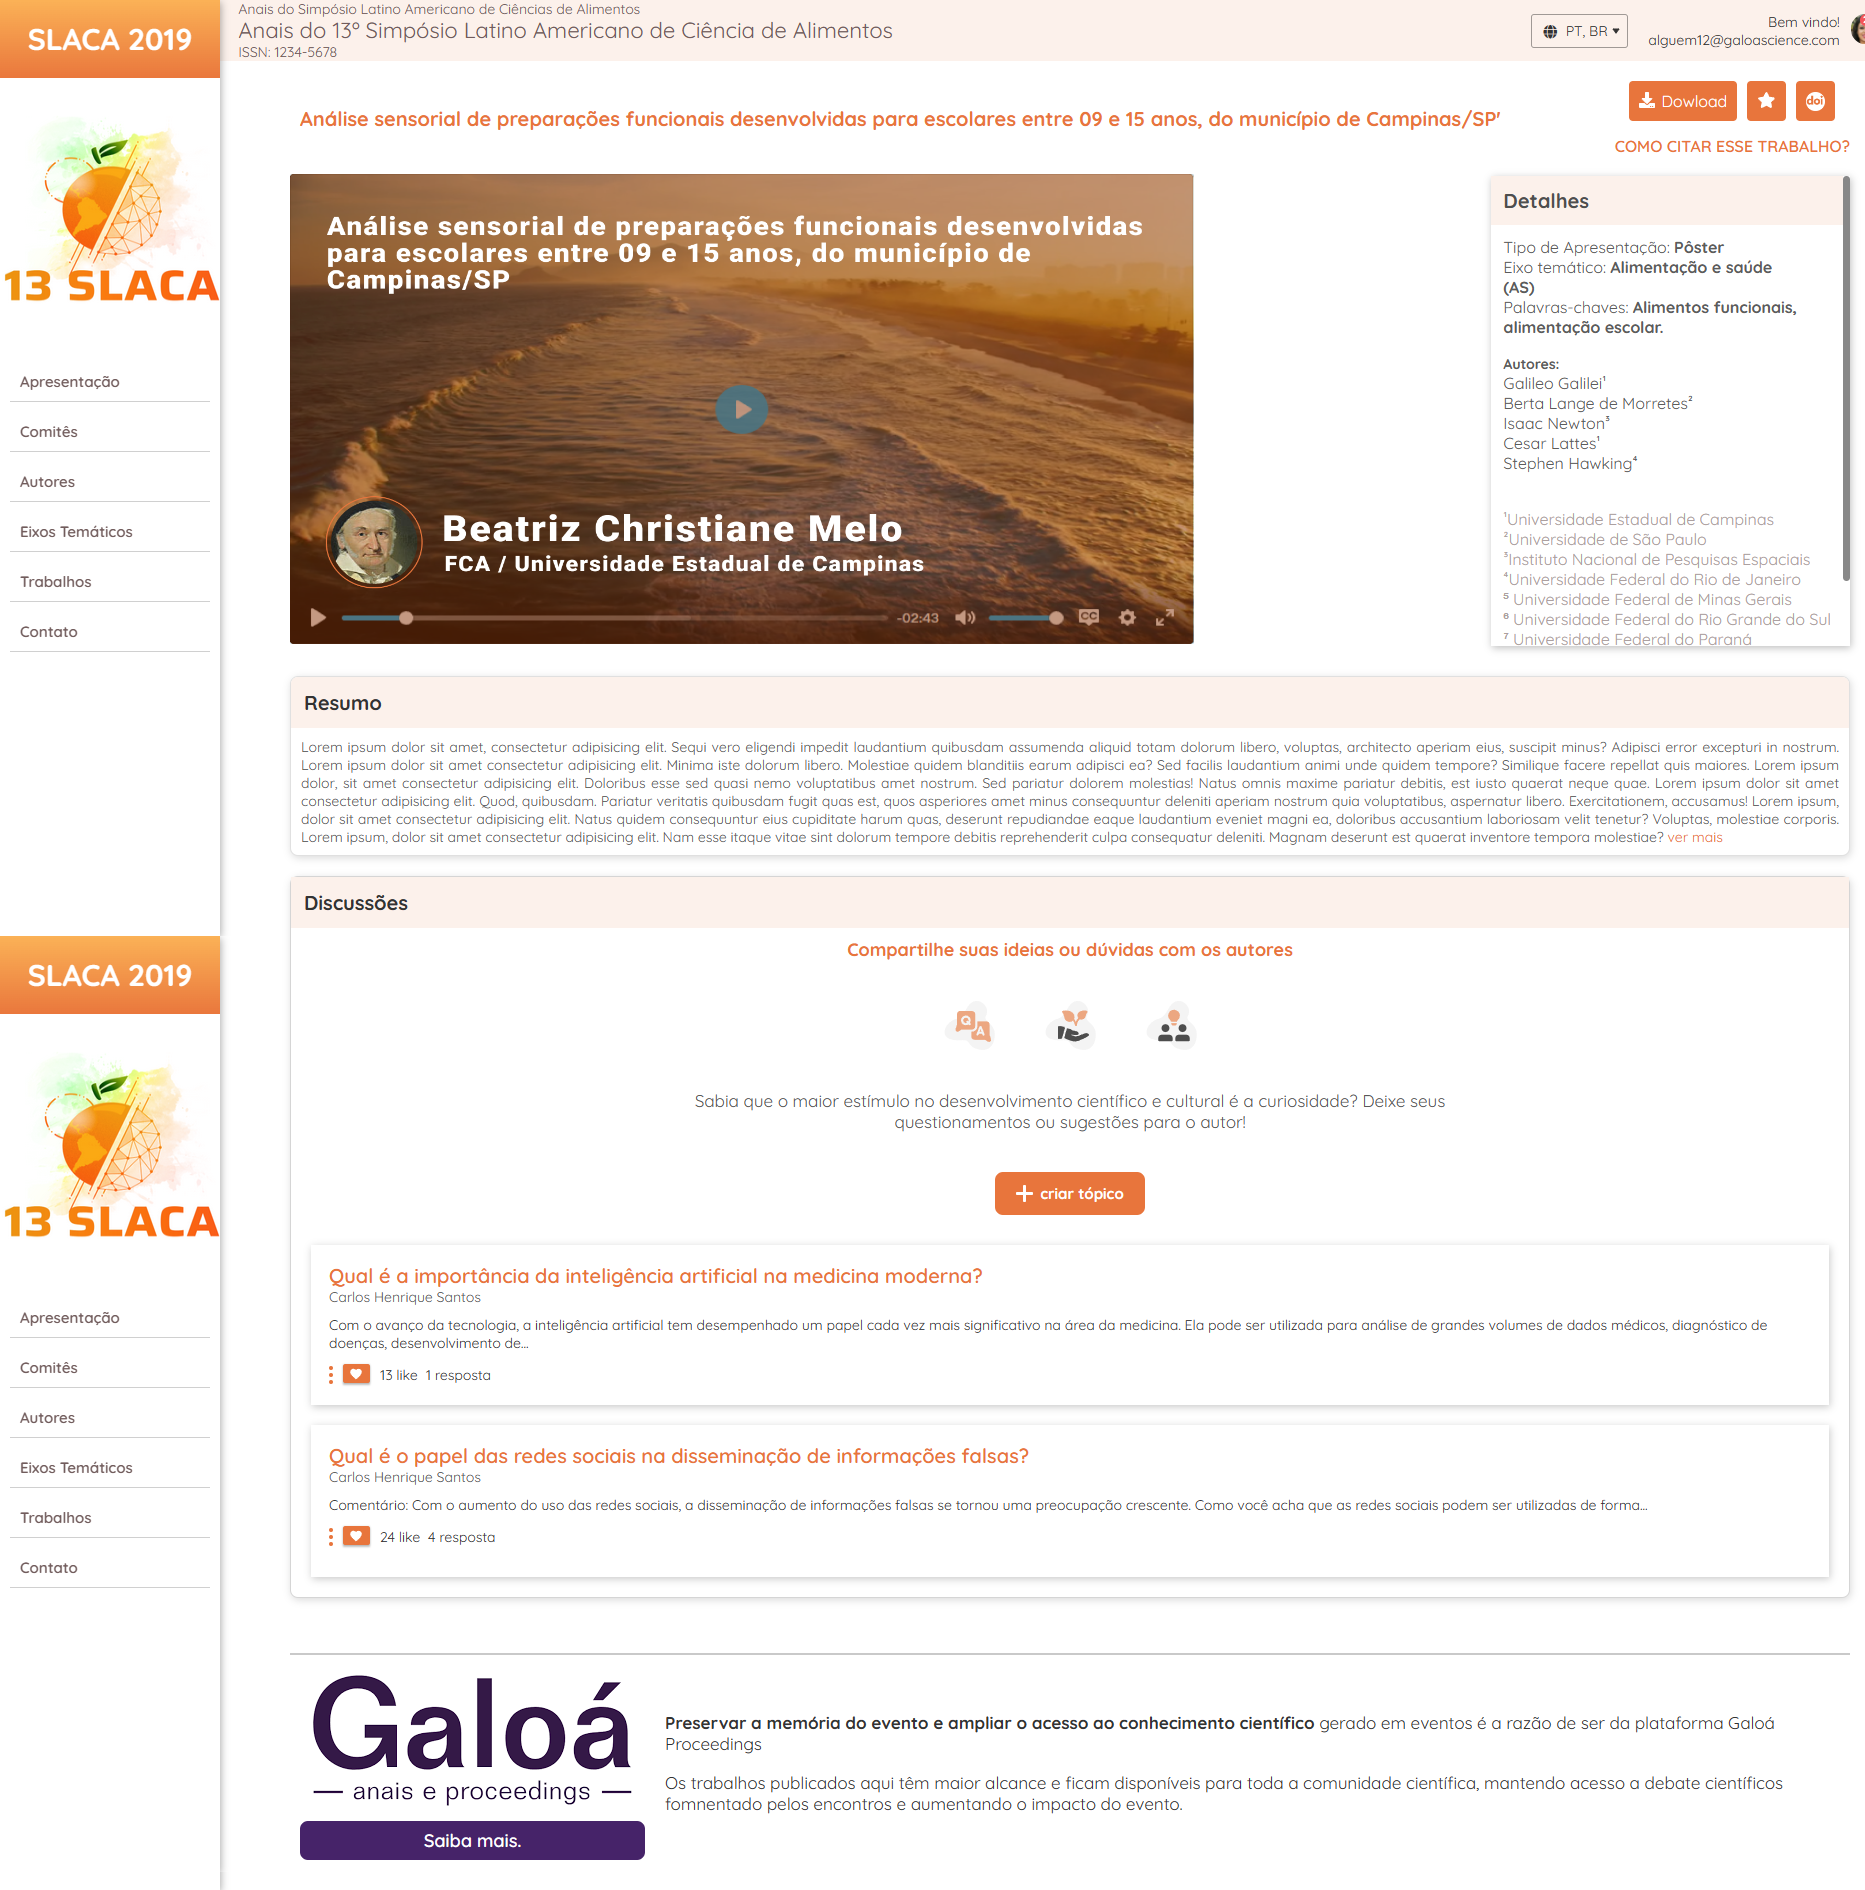 SLACA 2019
13 SLACA
Apresentação
Comitês
Autores
Eixos Temáticos
Trabalhos
Contato
SLACA 2019
13 SLACA
Apresentação
Comitês
Autores
Eixos Temáticos
Trabalhos
Contato
Anais do Simpósio Latino Americano de Ciências de Alimentos
Anais do 13º Simpósio Latino Americano de Ciência de Alimentos
ISSN: 1234-5678
PT, BR
Bem vindo!
alguem12@galoascience.com
Análise sensorial de preparações funcionais desenvolvidas para escolares entre 09 e 15 anos, do município de Campinas/SP'
Dowload
doi
COMO CITAR ESSE TRABALHO?
Análise sensorial de preparações funcionais desenvolvidas
para escolares entre 09 e 15 anos, do município de
Campinas/SP
Beatriz Christiane Melo
FCA / Universidade Estadual de Campinas
-02:43
CC
Detalhes
Tipo de Apresentação: Pôster
Eixo temático: Alimentação e saúde
(AS)
Palavras-chaves: Alimentos funcionais,
alimentação escolar.
Autores:
Galileo Galilei¹
Berta Lange de Morretes²
Isaac Newton³
Cesar Lattes¹
Stephen Hawking⁴
¹Universidade Estadual de Campinas
²Universidade de São Paulo
³Instituto Nacional de Pesquisas Espaciais
⁴Universidade Federal do Rio de Janeiro
⁵ Universidade Federal de Minas Gerais
⁶ Universidade Federal do Rio Grande do Sul
⁷ Universidade Federal do Paraná
Resumo
Lorem ipsum dolor sit amet, consectetur adipisicing elit. Sequi vero eligendi impedit laudantium quibusdam assumenda aliquid totam dolorum libero, voluptas, architecto aperiam eius, suscipit minus? Adipisci error excepturi in nostrum.
Lorem ipsum dolor sit amet consectetur adipisicing elit. Minima iste dolorum libero. Molestiae quidem blanditiis earum adipisci ea? Sed facilis laudantium animi unde quidem tempore? Similique facere repellat quis maiores. Lorem ipsum
dolor, sit amet consectetur adipisicing elit. Doloribus esse sed quasi nemo voluptatibus amet nostrum. Sed pariatur dolorem molestias! Natus omnis maxime pariatur debitis, est iusto quaerat neque quae. Lorem ipsum dolor sit amet
consectetur adipisicing elit. Quod, quibusdam. Pariatur veritatis quibusdam fugit quas est, quos asperiores amet minus consequuntur deleniti aperiam nostrum quia voluptatibus, aspernatur libero. Exercitationem, accusamus! Lorem ipsum,
dolor sit amet consectetur adipisicing elit. Natus quidem consequuntur eius cupiditate harum quas, deserunt repudiandae eaque laudantium eveniet magni ea, doloribus accusantium laboriosam velit tenetur? Voluptas, molestiae corporis.
Lorem ipsum, dolor sit amet consectetur adipisicing elit. Nam esse itaque vitae sint dolorum tempore debitis reprehenderit culpa consequatur deleniti. Magnam deserunt est quaerat inventore tempora molestiae? ver mais
Discussões
Compartilhe suas ideias ou dúvidas com os autores
Q A
Sabia que o maior estímulo no desenvolvimento científico e cultural é a curiosidade? Deixe seus
questionamentos ou sugestões para o autor!
criar tópico
Qual é a importância da inteligência artificial na medicina moderna?
Carlos Henrique Santos
Com o avanço da tecnologia, a inteligência artificial tem desempenhado um papel cada vez mais significativo na área da medicina. Ela pode ser utilizada para análise de grandes volumes de dados médicos, diagnóstico de
doenças, desenvolvimento de...
13 like 1 resposta
Qual é o papel das redes sociais na disseminação de informações falsas?
Carlos Henrique Santos
Comentário: Com o aumento do uso das redes sociais, a disseminação de informações falsas se tornou uma preocupação crescente. Como você acha que as redes sociais podem ser utilizadas de forma...
24 like 4 resposta
Galoá
anais e proceedings
Saiba mais.
Preservar a memória do evento e ampliar o acesso ao conhecimento científico gerado em eventos é a razão de ser da plataforma Galoá
Proceedings
Os trabalhos publicados aqui têm maior alcance e ficam disponíveis para toda a comunidade científica, mantendo acesso a debate científicos
fomnentado pelos encontros e aumentando o impacto do evento.